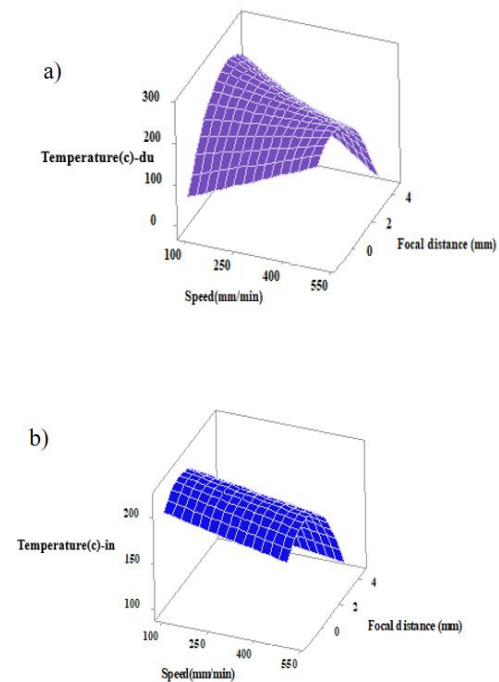 a)
300
200
Temperature(c)-du
100
0
4
2
0
Focal distance (mm)
100
250
400
550
Speed(mm/min)
b)
200
Temperature(c)-in
150
100
4
2
0
Focal distance (mm)
100
250
400
550
Speed(mm/min)